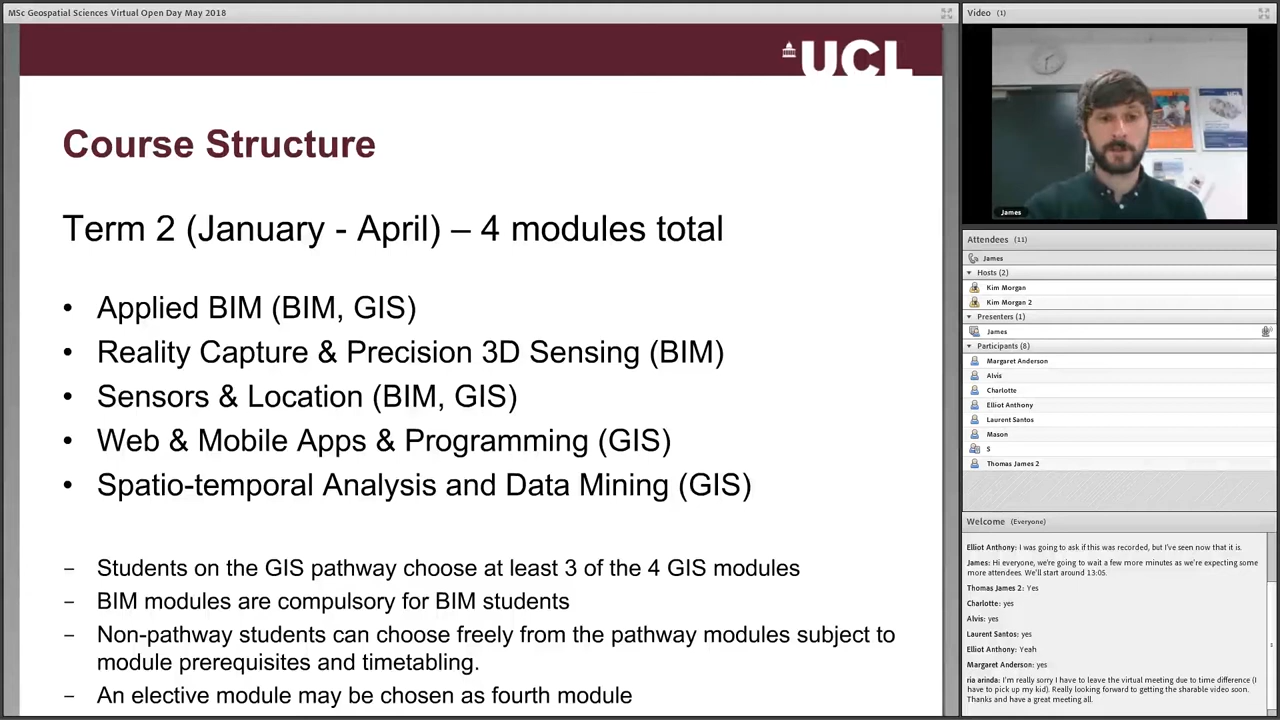 MSc Geospatial Sciences Virtual Open Day May 2018
UCL
Course Structure
Term 2 (January - April) – 4 modules total
• Applied BIM (BIM, GIS)
• Reality Capture & Precision 3D Sensing (BIM)
• Sensors & Location (BIM, GIS)
• Web & Mobile Apps & Programming (GIS)
• Spatio-temporal Analysis and Data Mining (GIS)
– Students on the GIS pathway choose at least 3 of the 4 GIS modules
– BIM modules are compulsory for BIM students
– Non-pathway students can choose freely from the pathway modules subject to
module prerequisites and timetabling.
– An elective module may be chosen as fourth module
Video (1)
UCL
James
Attendees (11)
James
Hosts (2)
Kim Morgan
Kim Morgan 2
Presenters (1)
James
Participants (8)
Margaret Anderson
Alvis
Charlotte
Elliot Anthony
Laurent Santos
Mason
S
Thomas James 2
Welcome (Everyone)
Elliot Anthony: I was going to ask if this was recorded, but I've seen now that it is.
James: Hi everyone, we're going to wait a few more minutes as we're expecting some
more attendees. We'll start around 13:05.
Thomas James 2: Yes
Charlotte: yes
Alvis: yes
Laurent Santos: yes
Elliot Anthony: Yeah
Margaret Anderson: yes
ria arinda: I'm really sorry I have to leave the virtual meeting due to time difference (I
have to pick up my kid). Really looking forward to getting the sharable video soon.
Thanks and have a great meeting all.